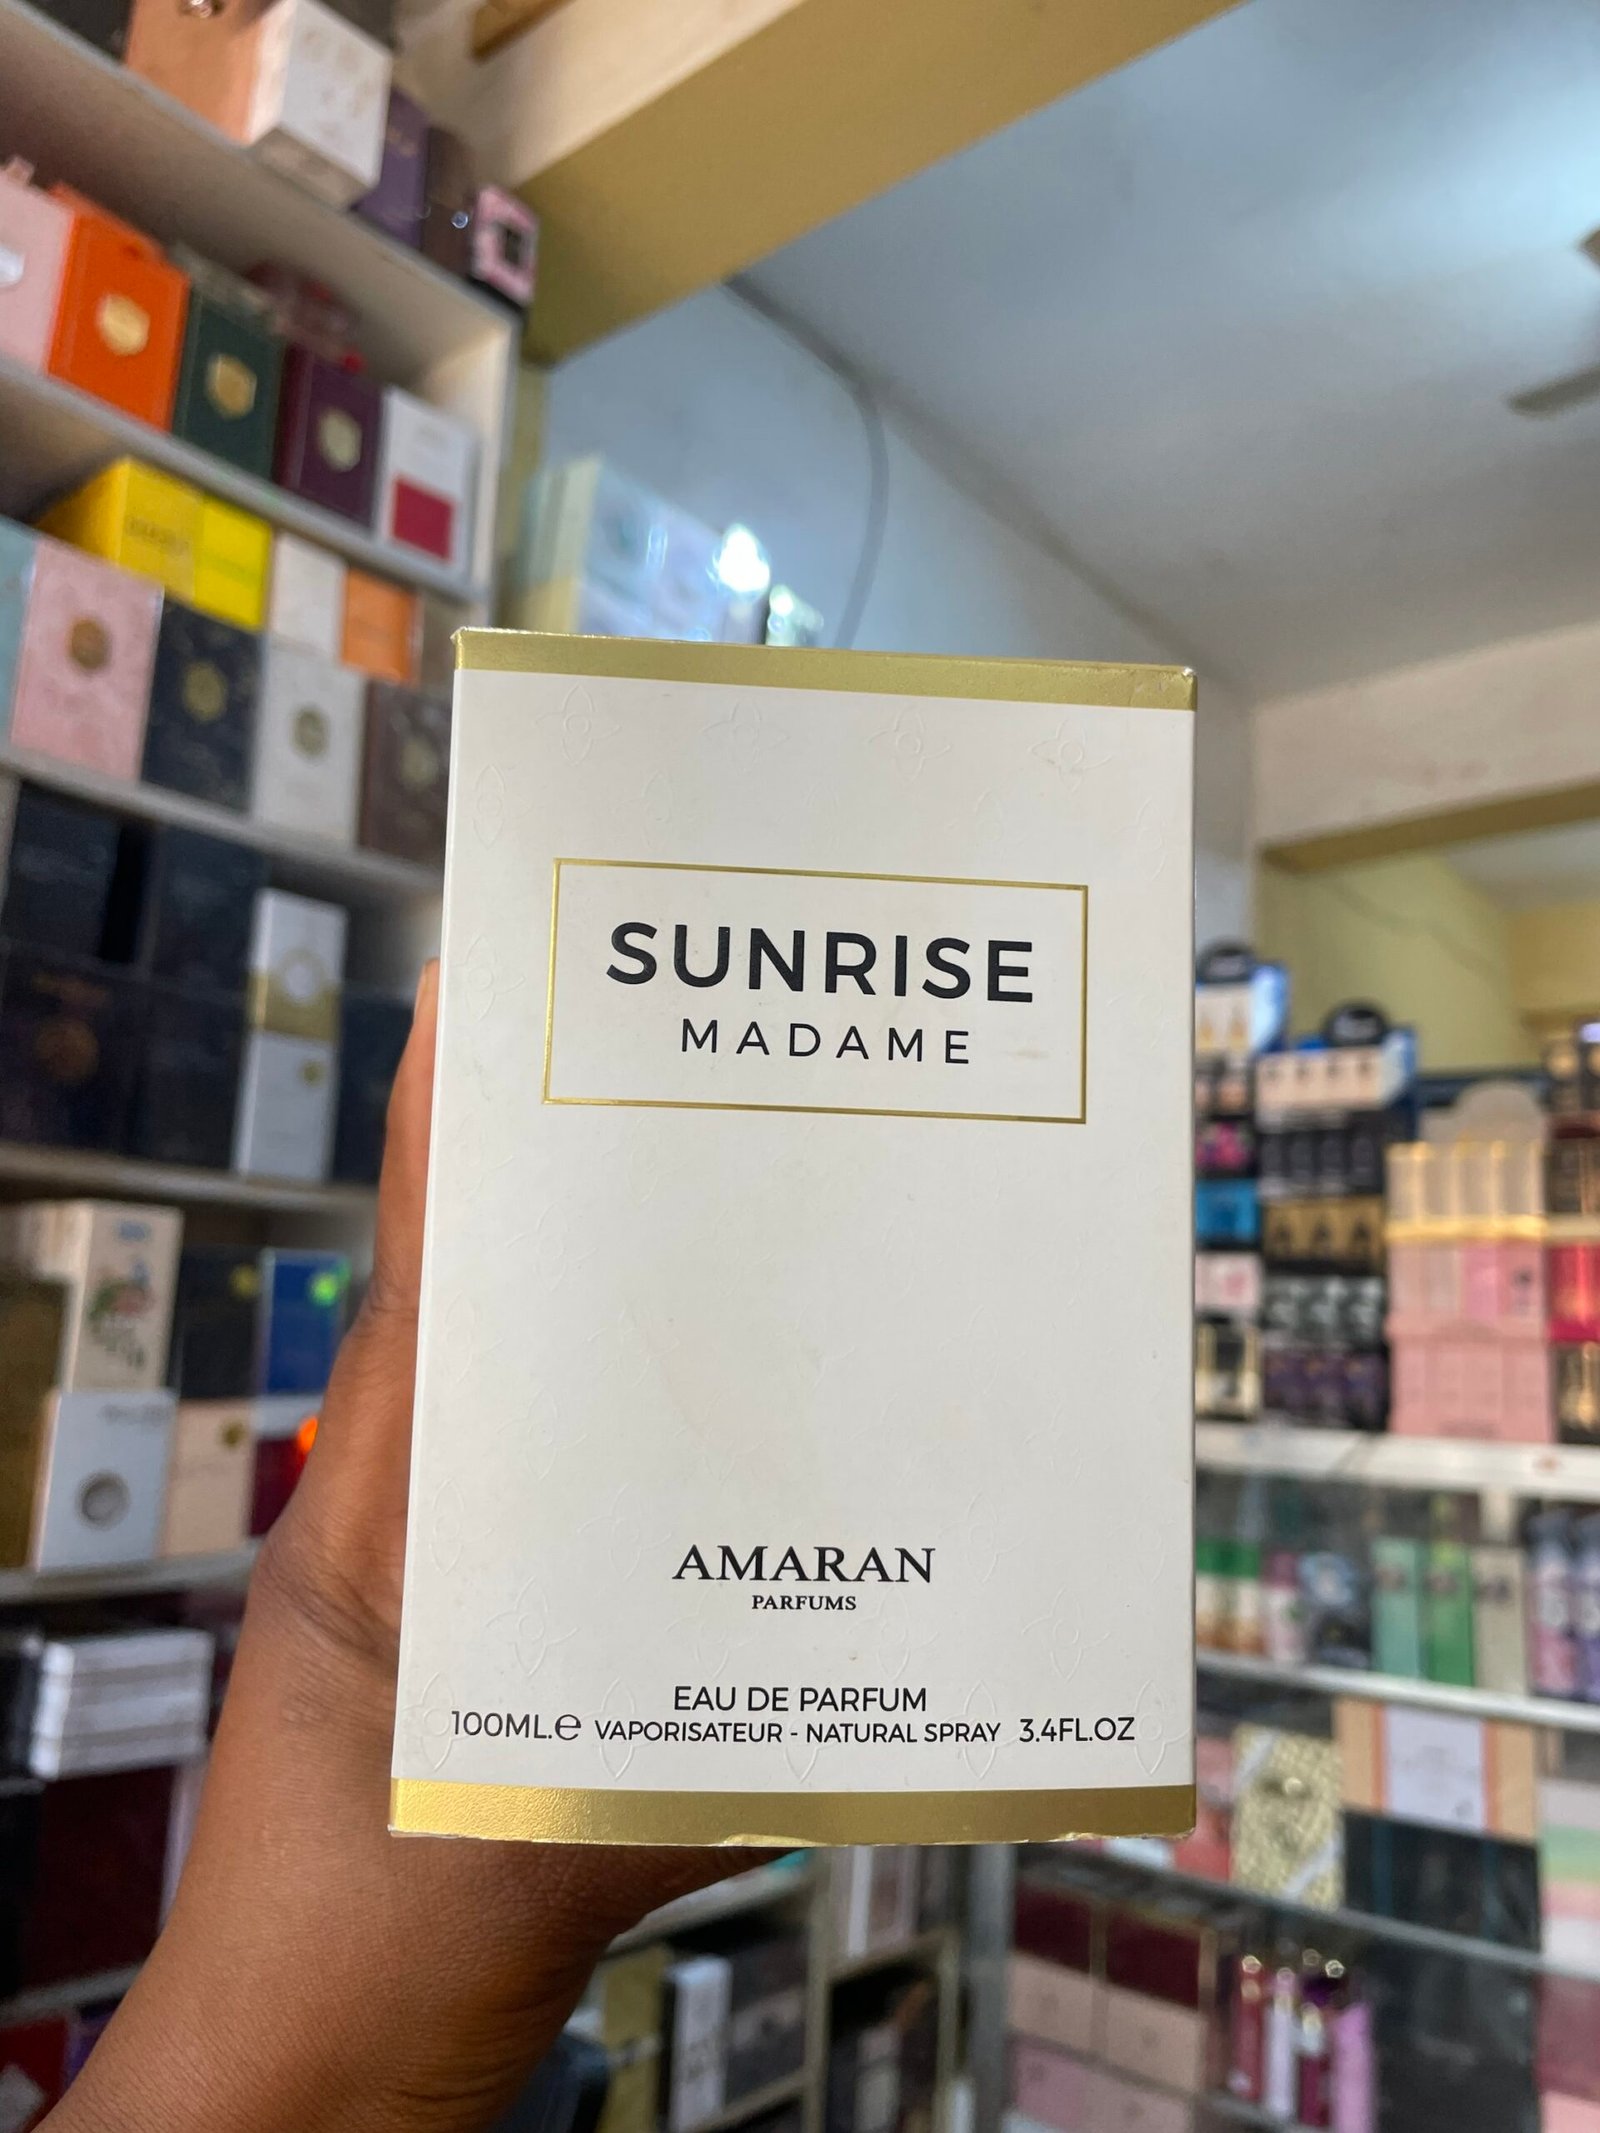 SUNRISE
MADAME
AMARAN
PARFUMS
EAU DE PARFUM
100ML.e VAPORISATEUR - NATURAL SPRAY 3.4FL.OZ